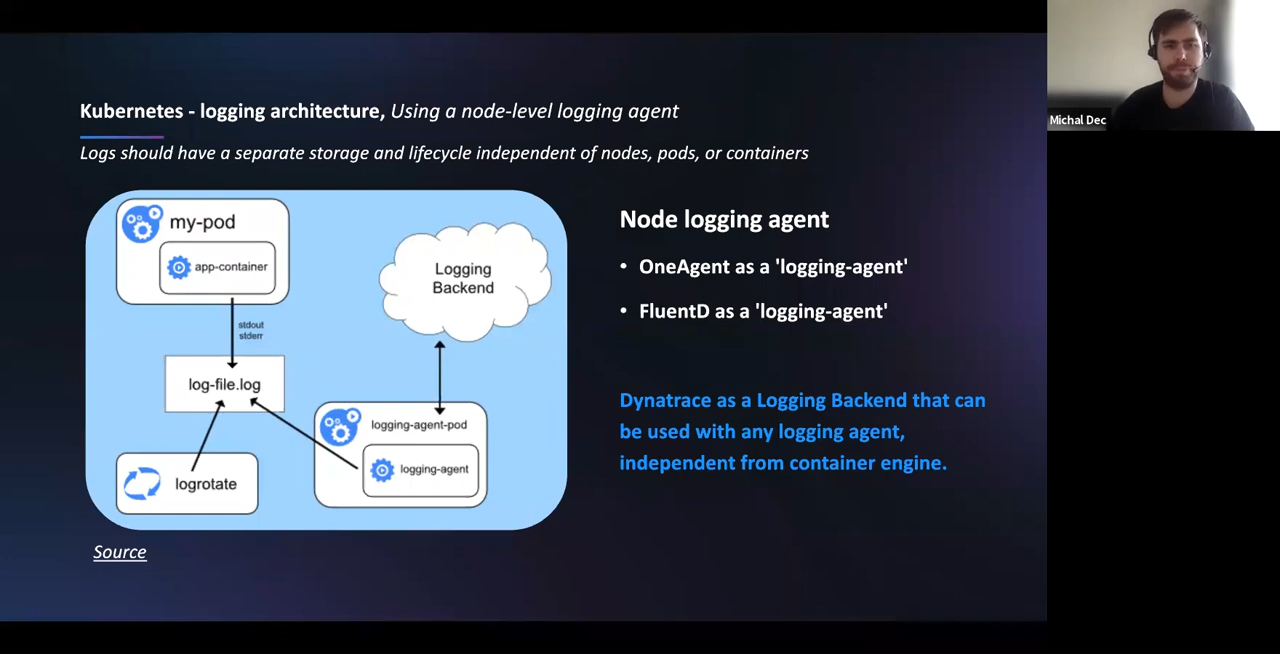 Kubernetes - logging architecture, Using a node-level logging agent
Logs should have a separate storage and lifecycle independent of nodes, pods, or containers
my-pod
app-container
stdout
stderr
log-file.log
logrotate
Logging
Backend
logging-agent-pod
logging-agent
Source
Node logging agent
• OneAgent as a 'logging-agent'
• FluentD as a 'logging-agent'
Dynatrace as a Logging Backend that can
be used with any logging agent,
independent from container engine.
Michal Dec